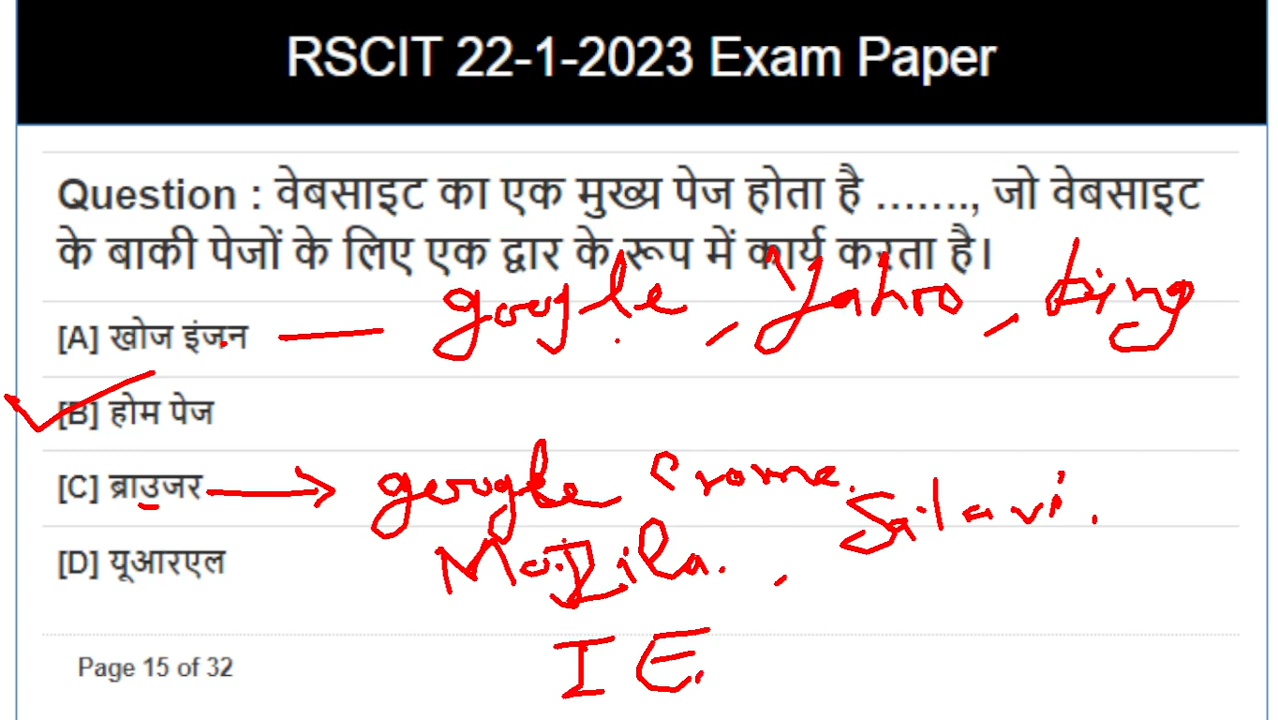 RSCIT 22-1-2023 Exam Paper
Question : वेबसाइट का एक मुख्य पेज होता है ......., जो वेबसाइट
के बाकी पेजों के लिए एक द्वार के रूप में कार्य करता है।
google, Yahoo, bing
[A] खोज इंजन
[B] होम पेज
[C] ब्राउजर
google Crome.
Mozila.,
[D] यूआरएल
IE.
Page 15 of 32